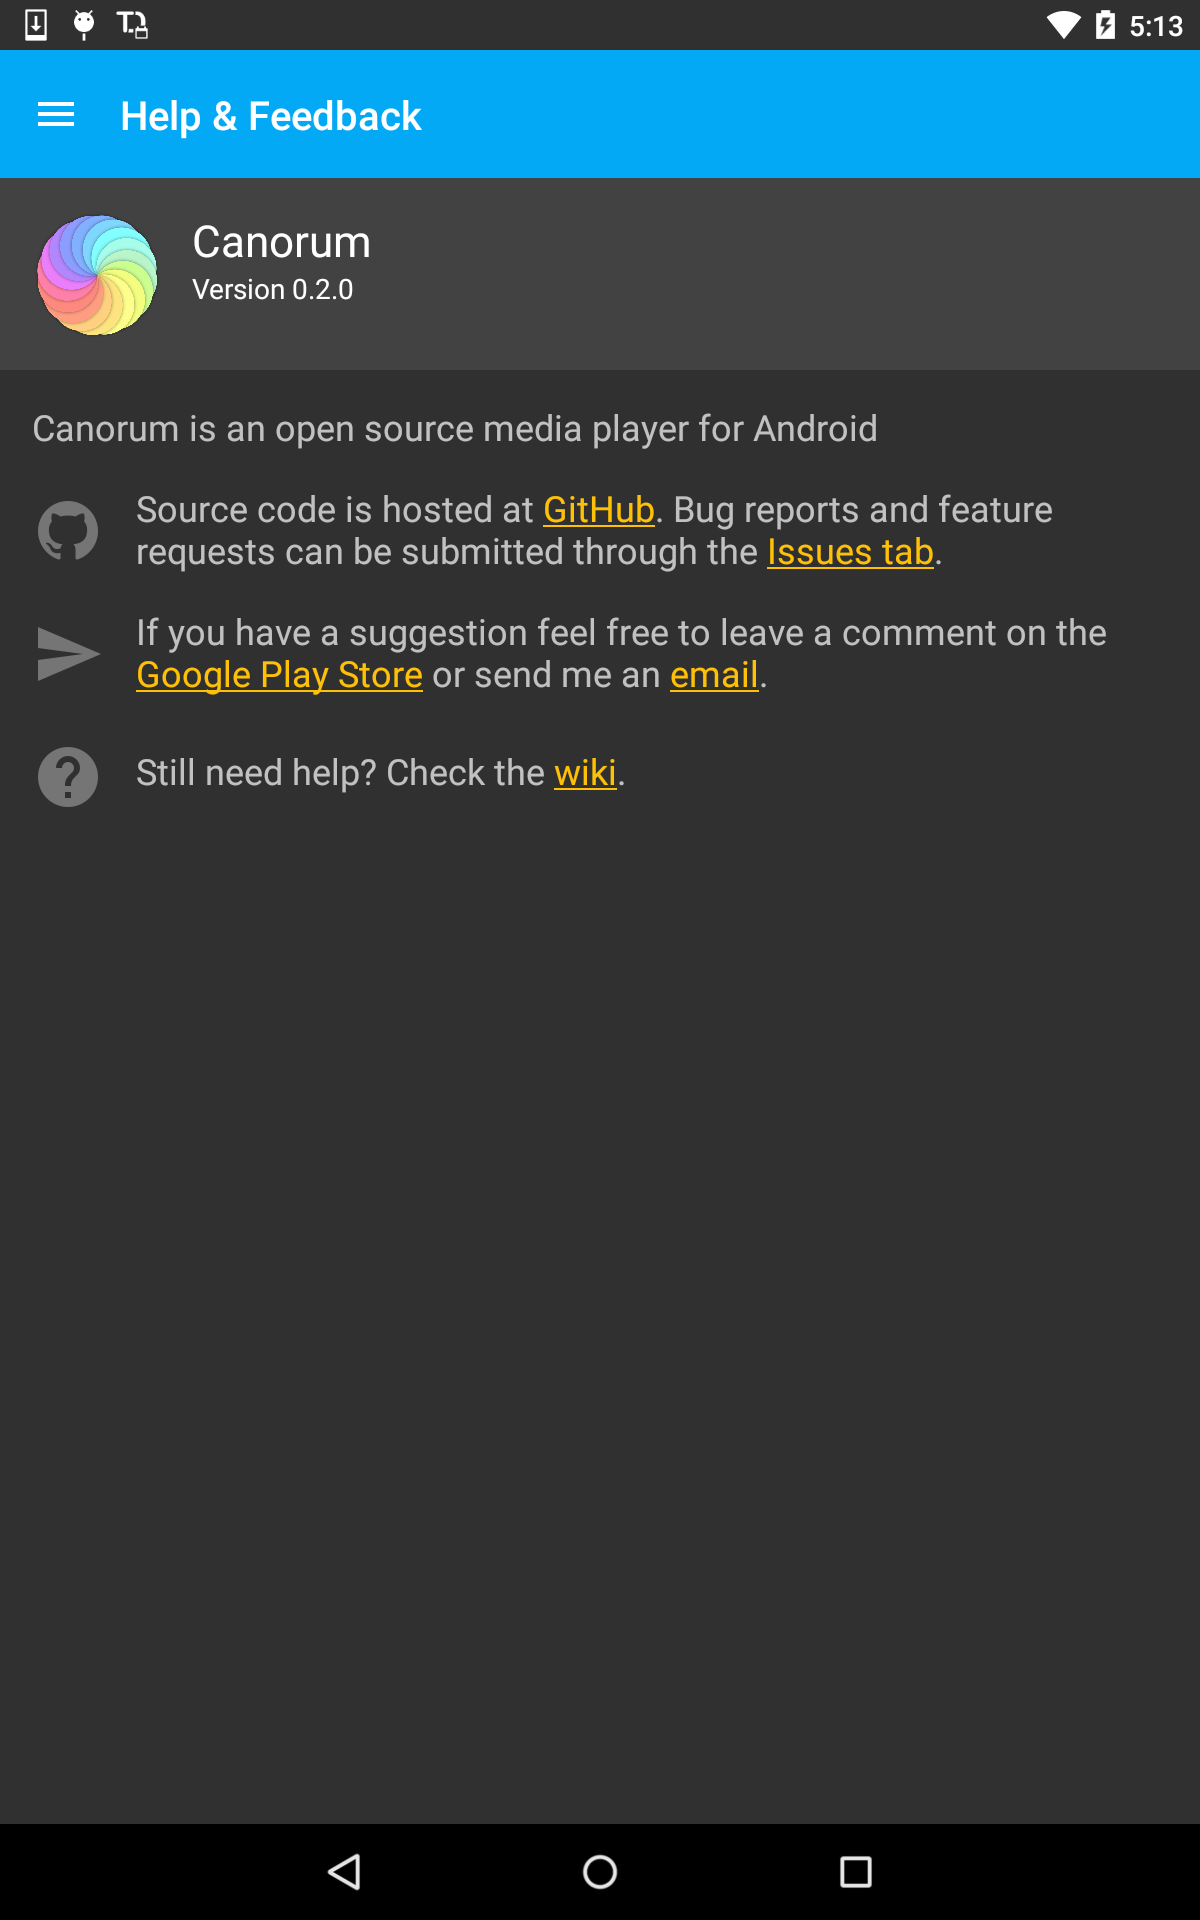 5:13
Help & Feedback
Canorum
Version 0.2.0
Canorum is an open source media player for Android
Source code is hosted at GitHub. Bug reports and feature
requests can be submitted through the Issues tab.
If you have a suggestion feel free to leave a comment on the
Google Play Store or send me an email.
Still need help? Check the wiki.